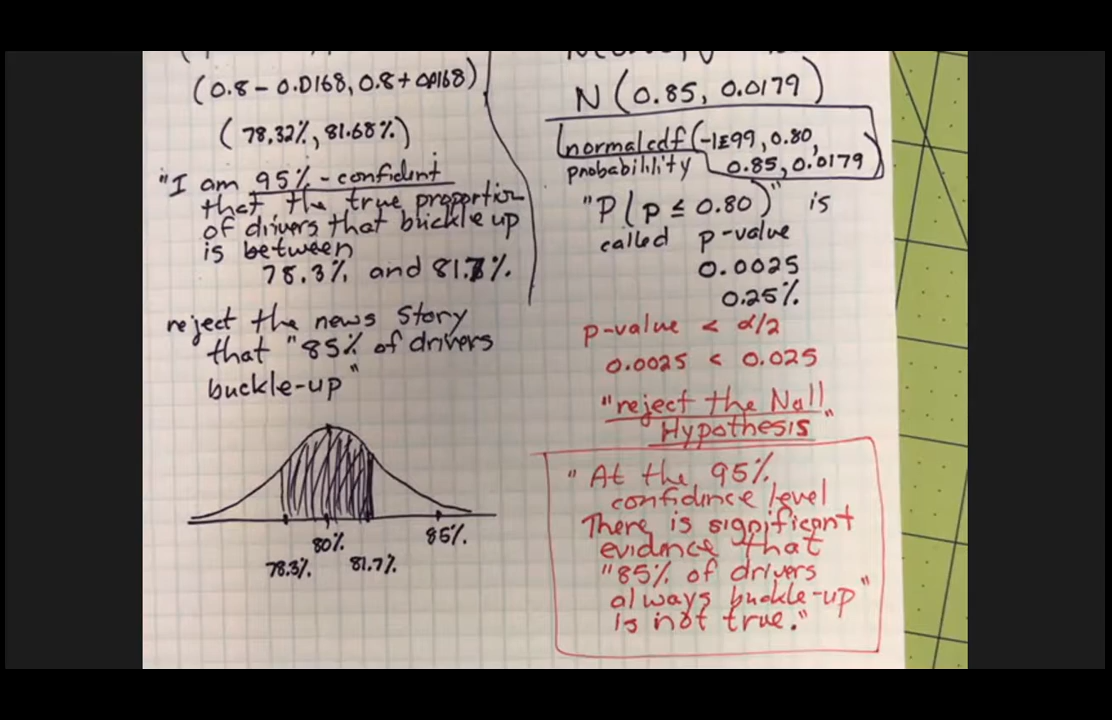 (0.8 - 0.0168, 0.8 + 0.0168)
(78.32%, 81.68%)
"I am 95% - confident
that the true proportion
of drivers that buckle up
is between
78.3% and 81.7%.
reject the news Story
that "85% of drivers
buckle-up"
80%
85%.
78.3%
81.7%.
N(0.85, 0.0179)
normalcdf(-1E99, 0.80,
0.85, 0.0179)
probability
"P(p ≤ 0.80)" is
called p-value
0.0025
0.25%
p-value < α/2
0.0025 < 0.025
"reject the Null
Hypothesis"
"At the 95%
confidence level
There is significant
evidence that
"85% of drivers
always buckle-up"
is not true."